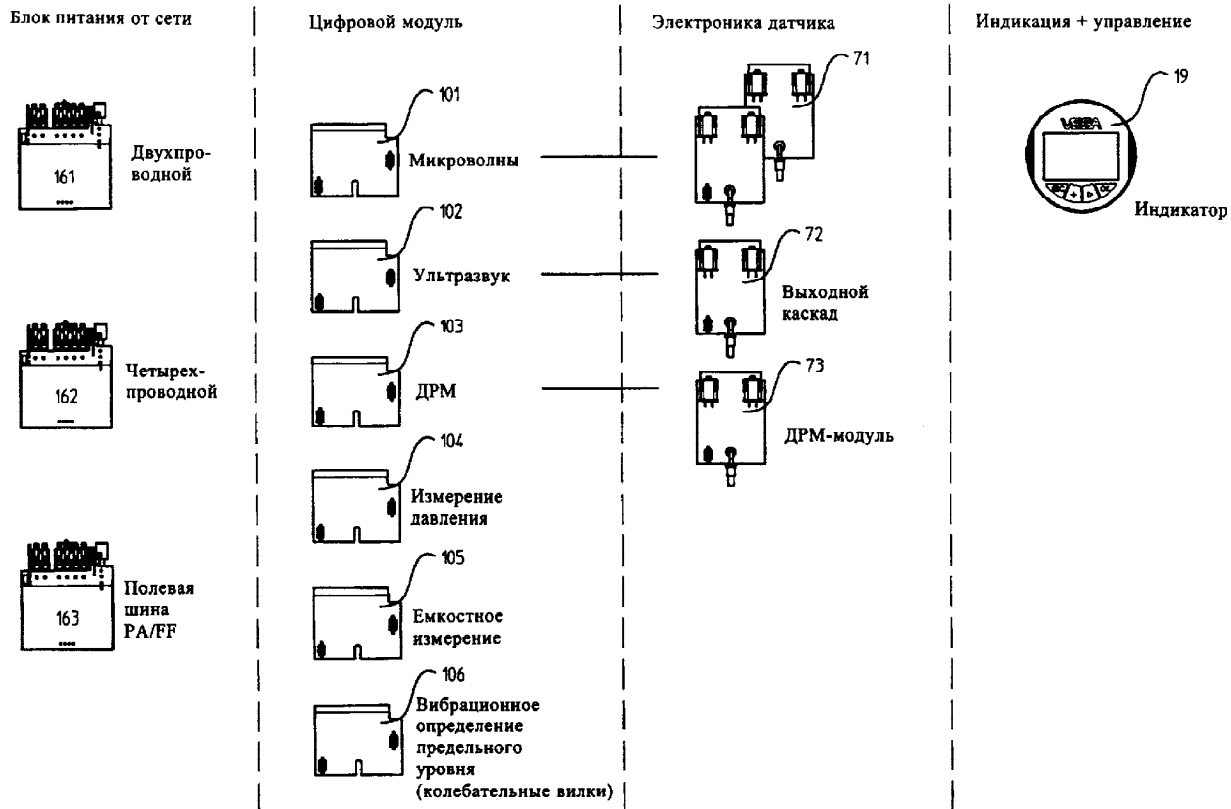 Блок питания от сети
Цифровой модуль
Электроника датчика
Индикация + управление
161
Двухпро-
водной
162
Четырех-
проводной
163
Полевая
шина
PA/FF
101
Микроволны
102
Ультразвук
103
ДРМ
104
Измерение
давления
105
Емкостное
измерение
106
Вибрационное
определение
предельного
уровня
(колебательные вилки)
71
72
Выходной
каскад
73
ДРМ-модуль
19
VEGA
Индикатор